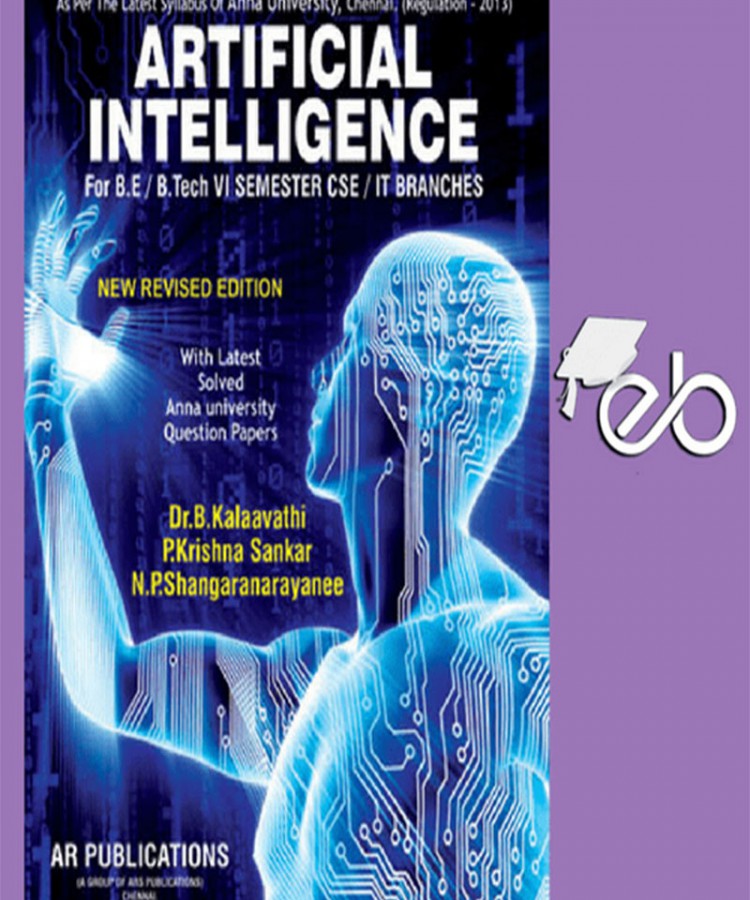 As Per The Latest Syllabus Of Anna University, Chennai, (Regulation - 2013)
ARTIFICIAL
INTELLIGENCE
For B.E / B.Tech VI SEMESTER CSE / IT BRANCHES
NEW REVISED EDITION
With Latest
Solved
Anna university
Question Papers
Dr.B.Kalaavathi
P.Krishna Sankar
N.P.Shangaranarayanee
eb
AR PUBLICATIONS
(A GROUP OF ARS PUBLICATIONS)
CHENNAI